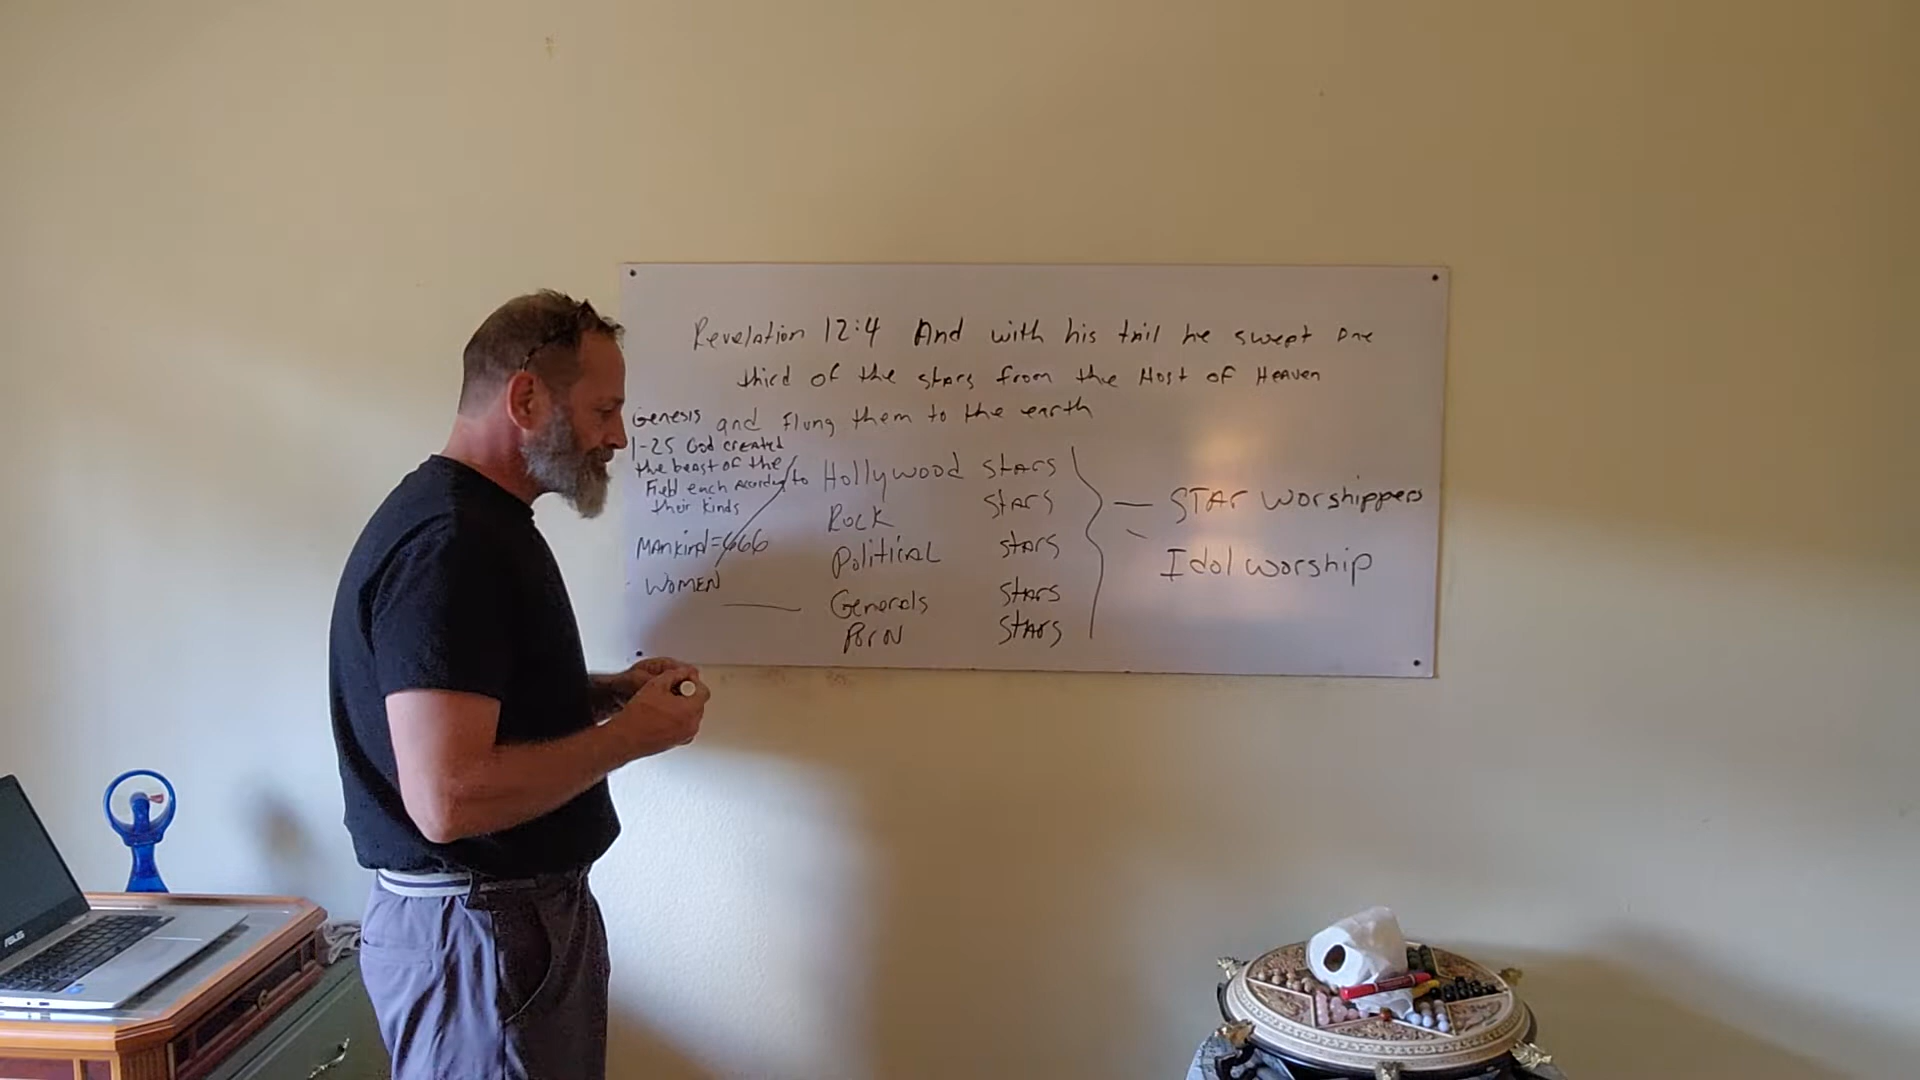 Revelation 12:4 And with his tail he swept one
third of the stars from the Host of Heaven
and flung them to the earth
Genesis
1-25 God created
the beast of the
Field each According to
their kinds
Mankind=666
WOMEN
Hollywood Stars
Rock Stars
Political Stars
Generals Stars
Porn Stars
STAr worshippers
Idol worship
ASUS